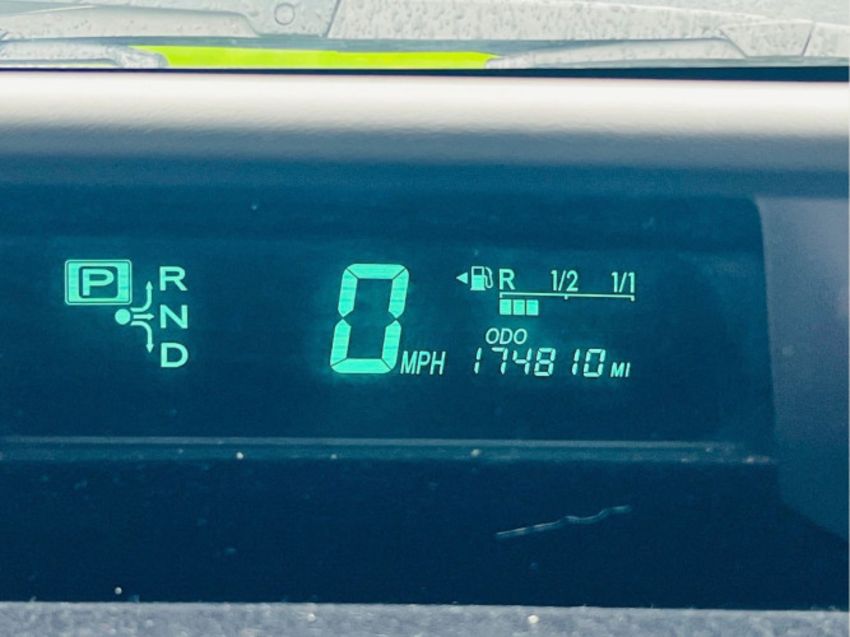 P
R
N
D
0 MPH
R 1/2 1/1
ODO
174810 MI